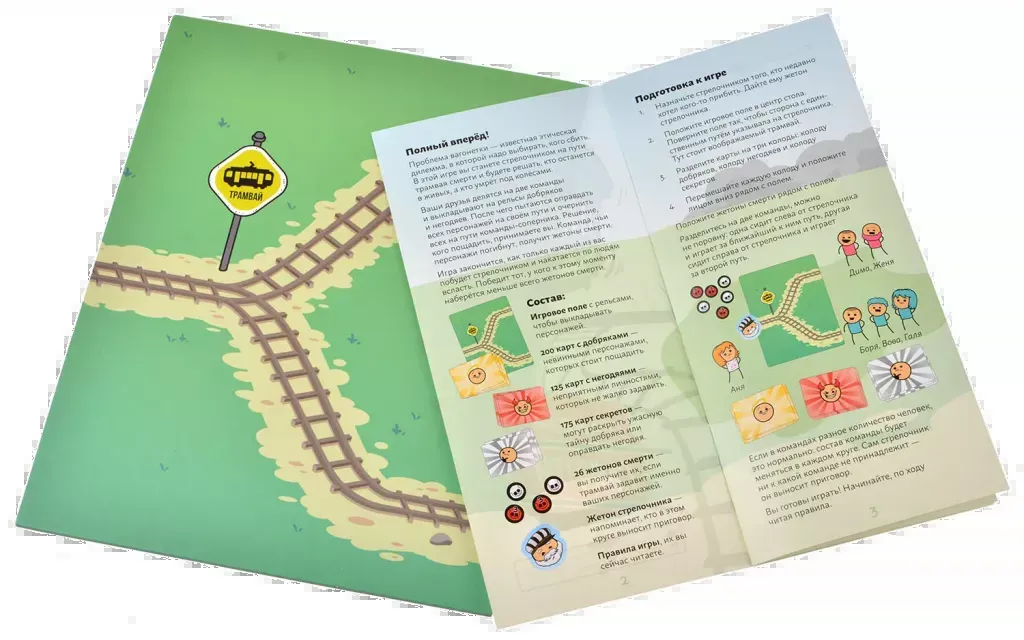 ТРАМВАЙ
Полный вперёд!
Проблема вагонетки — известная этическая
дилемма, в которой надо выбирать, кого сбить.
В этой игре вы станете стрелочником на пути
трамвая смерти и будете решать, кто останется
в живых, а кто умрёт под колёсами.
Ваши друзья делятся на две команды
и выкладывают на рельсы добряков
и негодяев. После чего пытаются оправдать
всех персонажей на своём пути и очернить
всех на пути команды-соперника. Решение,
кого пощадить, принимаете вы. Команда, чьи
персонажи погибнут, получит жетоны смерти.
Игра закончится, как только каждый из вас
побудет стрелочником и накатается по людям
всласть. Победит тот, у кого к этому моменту
наберётся меньше всего жетонов смерти.
Состав:
Игровое поле с рельсами,
чтобы выкладывать
персонажей.
200 карт с добряками —
невинными персонажами,
которых стоит пощадить.
125 карт с негодяями —
неприятными личностями,
которых не жалко задавить.
175 карт секретов —
могут раскрыть ужасную
тайну добряка или
оправдать негодя.
26 жетонов смерти —
вы получите их, если
трамвай задавит именно
ваших персонажей.
Жетон стрелочника —
напоминает, кто в этом
круге выносит приговор.
Правила игры, их вы
сейчас читаете.
2
Подготовка к игре
1. Назначьте стрелочником того, кто недавно
хотел кого-то прибить. Дайте ему жетон
стрелочника.
2. Положите игровое поле в центр стола.
Поверните поле так, чтобы сторона с един-
ственным путём указывала на стрелочника.
Тут стоит воображаемый трамвай.
3. Разделите карты на три колоды: колоду
добряков, колоду негодяев и колоду
секретов.
4. Перемешайте каждую колоду и положите
лицом вниз рядом с полем.
Положите жетоны смерти рядом с полем.
Разделитесь на две команды, можно
не поровну: одна сидит слева от стрелочника
и играет за ближайший к ним путь, другая
сидит справа от стрелочника и играет
за второй путь.
Дима, Женя
Боря, Вова, Галя
Аня
Если в командах разное количество человек,
это нормально: состав команды будет
меняться в каждом круге. Сам стрелочник
ни к какой команде не принадлежит —
он выносит приговор.
Вы готовы играть! Начинайте, по ходу
читая правила.
3